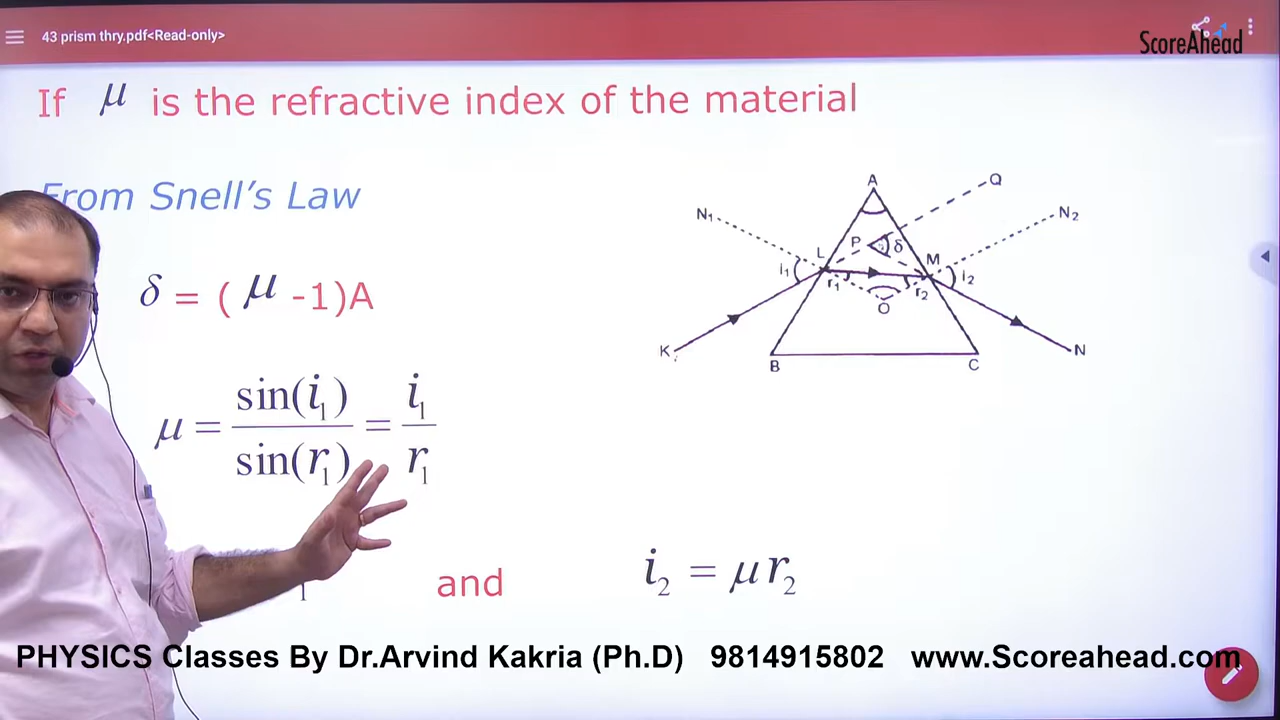 43 prism thry.pdf<Read-only>
ScoreAhead
If μ is the refractive index of the material
From Snell's Law
δ = ( μ -1)A
μ = sin(i₁) / sin(r₁) = i₁ / r₁
A
Q
N₁
N₂
P
δ
L
M
i₁
r₁
r₂
i₂
O
K
B
C
N
1
and
i₂ = μ r₂
PHYSICS Classes By Dr.Arvind Kakria (Ph.D) 9814915802 www.Scoreahead.com